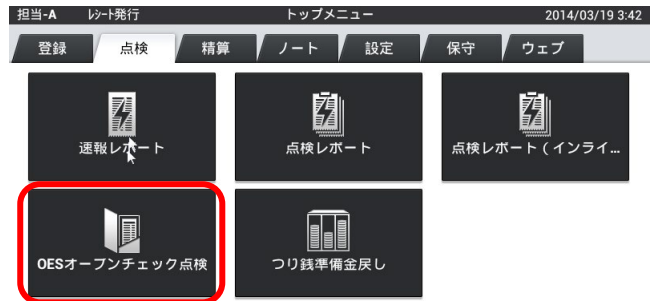 担当-A レシート発行 トップメニュー 2014/03/19 3:42
登録 点検 精算 ノート 設定 保守 ウェブ
速報レポート 点検レポート 点検レポート(インライ...
OESオープンチェック点検 つり銭準備金戻し